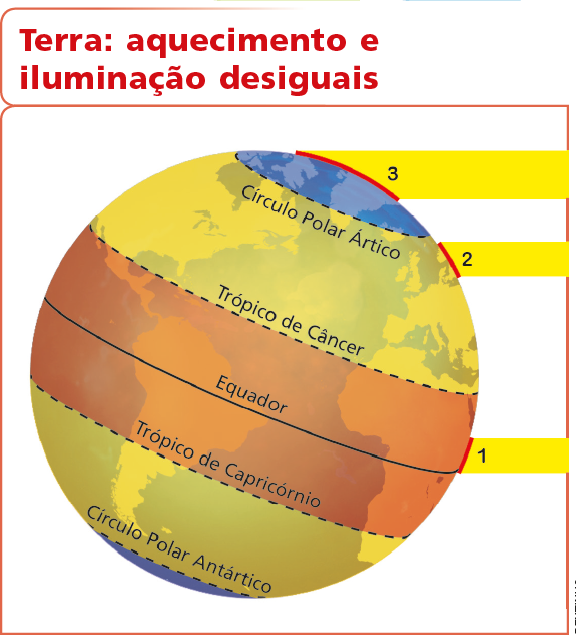 Terra: aquecimento e
iluminação desiguais
3
Círculo Polar Ártico
2
Trópico de Câncer
Equador
1
Trópico de Capricórnio
Círculo Polar Antártico